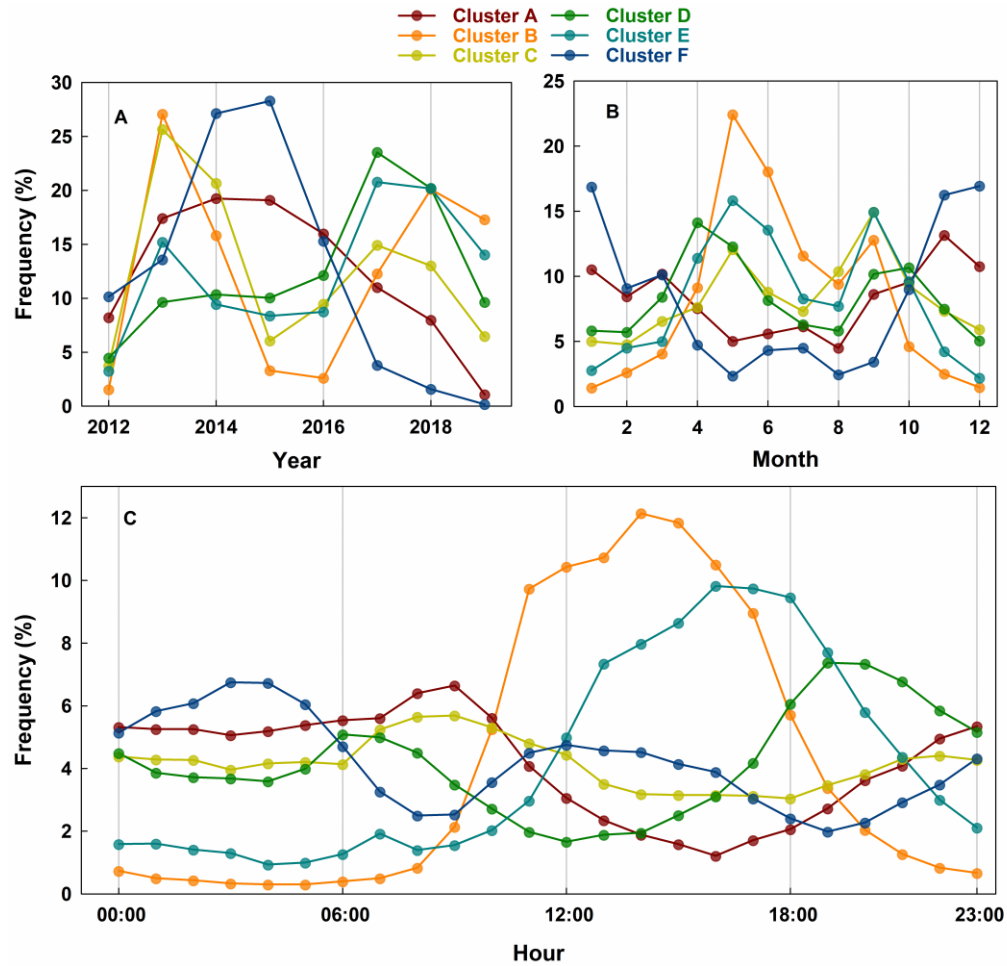 Cluster A Cluster D
Cluster B Cluster E
Cluster C Cluster F
A
Frequency (%)
30
25
20
15
10
5
0
2012 2014 2016 2018
Year
B
25
20
15
10
5
0
2 4 6 8 10 12
Month
C
Frequency (%)
12
10
8
6
4
2
0
00:00 06:00 12:00 18:00 23:00
Hour